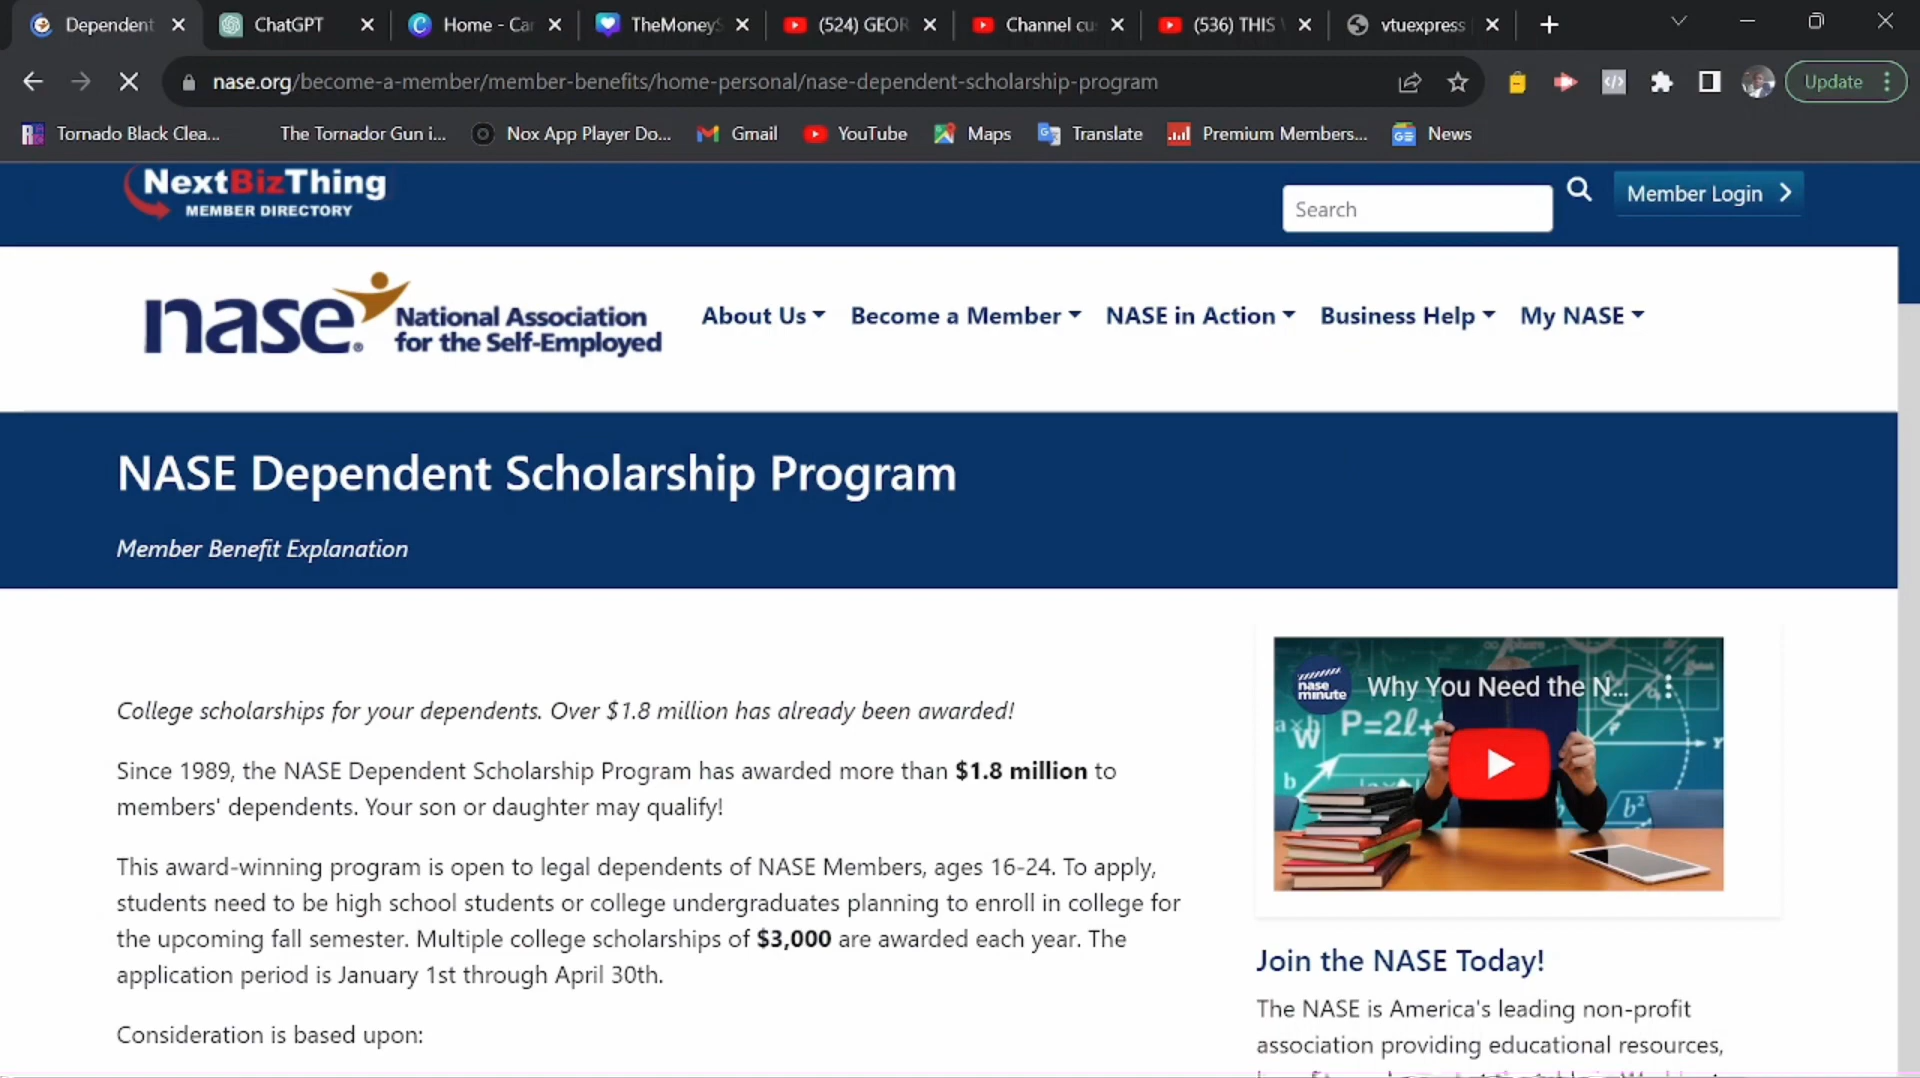 Dependent
ChatGPT
Home - Car
TheMoneyS
(524) GEOR
Channel cu
(536) THIS
vtuexpress
nase.org/become-a-member/member-benefits/home-personal/nase-dependent-scholarship-program
Update
Tornado Black Clea...
The Tornador Gun i...
Nox App Player Do...
Gmail
YouTube
Maps
Translate
Premium Members...
News
NextBizThing
MEMBER DIRECTORY
Search
Member Login
nase
National Association
for the Self-Employed
About Us
Become a Member
NASE in Action
Business Help
My NASE
NASE Dependent Scholarship Program
Member Benefit Explanation
College scholarships for your dependents. Over $1.8 million has already been awarded!
Since 1989, the NASE Dependent Scholarship Program has awarded more than $1.8 million to
members' dependents. Your son or daughter may qualify!
This award-winning program is open to legal dependents of NASE Members, ages 16-24. To apply,
students need to be high school students or college undergraduates planning to enroll in college for
the upcoming fall semester. Multiple college scholarships of $3,000 are awarded each year. The
application period is January 1st through April 30th.
Consideration is based upon:
nase
minute
Why You Need the N...
P=2ℓ+
W
b
b²
Join the NASE Today!
The NASE is America's leading non-profit
association providing educational resources,